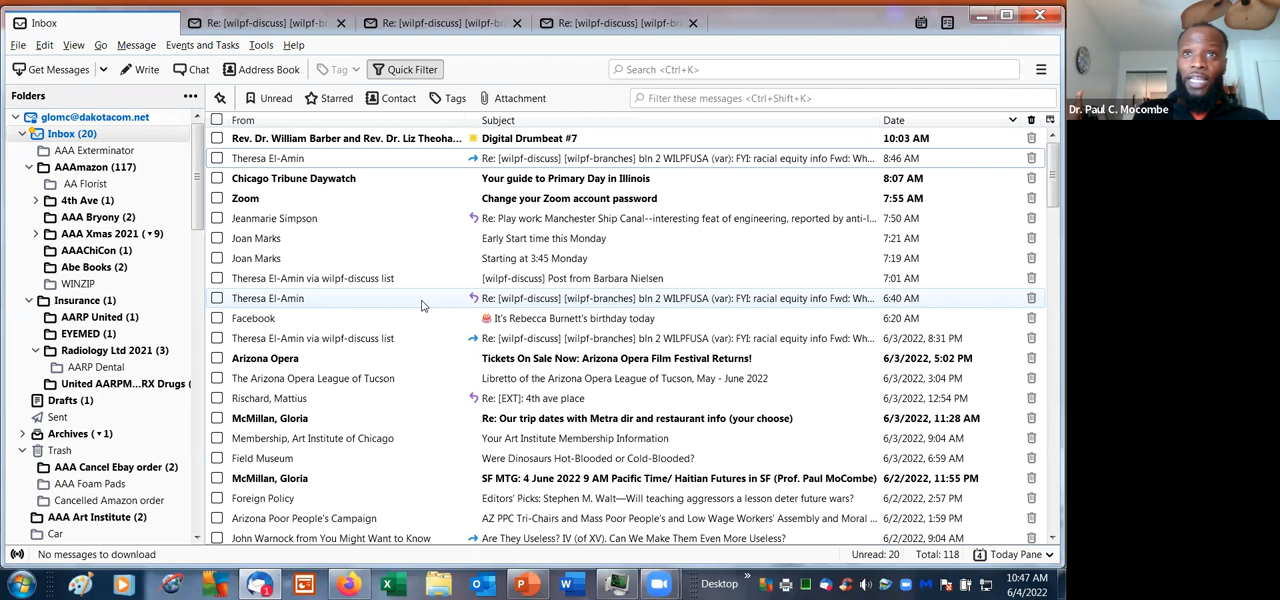 Inbox
Re: [wilpf-discuss] [wilpf-br
Re: [wilpf-discuss] [wilpf-bra
Re: [wilpf-discuss] [wilpf-bra
File Edit View Go Message Events and Tasks Tools Help
Get Messages Write Chat Address Book Tag Quick Filter Search <Ctrl+K>
Folders ••• Unread Starred Contact Tags Attachment Filter these messages <Ctrl+Shift+K>
glomc@dakotacom.net
Inbox (20)
AAA Exterminator
AAAmazon (117)
AA Florist
4th Ave (1)
AAA Bryony (2)
AAA Xmas 2021 (▾9)
AAAChiCon (1)
Abe Books (2)
WINZIP
Insurance (1)
AARP United (1)
EYEMED (1)
Radiology Ltd 2021 (3)
AARP Dental
United AARPM...RX Drugs (
Drafts (1)
Sent
Archives (▾1)
Trash
AAA Cancel Ebay order (2)
AAA Foam Pads
Cancelled Amazon order
AAA Art Institute (2)
Car
From Subject Date
Rev. Dr. William Barber and Rev. Dr. Liz Theoha... Digital Drumbeat #7 10:03 AM
Theresa El-Amin Re: [wilpf-discuss] [wilpf-branches] bln 2 WILPFUSA (var): FYI: racial equity info Fwd: Wh... 8:46 AM
Chicago Tribune Daywatch Your guide to Primary Day in Illinois 8:07 AM
Zoom Change your Zoom account password 7:55 AM
Jeanmarie Simpson Re: Play work: Manchester Ship Canal--interesting feat of engineering, reported by anti-l... 7:50 AM
Joan Marks Early Start time this Monday 7:21 AM
Joan Marks Starting at 3:45 Monday 7:19 AM
Theresa El-Amin via wilpf-discuss list [wilpf-discuss] Post from Barbara Nielsen 7:01 AM
Theresa El-Amin Re: [wilpf-discuss] [wilpf-branches] bln 2 WILPFUSA (var): FYI: racial equity info Fwd: Wh... 6:40 AM
Facebook It's Rebecca Burnett's birthday today 6:20 AM
Theresa El-Amin via wilpf-discuss list Re: [wilpf-discuss] [wilpf-branches] bln 2 WILPFUSA (var): FYI: racial equity info Fwd: Wh... 6/3/2022, 8:31 PM
Arizona Opera Tickets On Sale Now: Arizona Opera Film Festival Returns! 6/3/2022, 5:02 PM
The Arizona Opera League of Tucson Libretto of the Arizona Opera League of Tucson, May - June 2022 6/3/2022, 3:04 PM
Rischard, Mattius Re: [EXT]: 4th ave place 6/3/2022, 12:54 PM
McMillan, Gloria Re: Our trip dates with Metra dir and restaurant info (your choose) 6/3/2022, 11:28 AM
Membership, Art Institute of Chicago Your Art Institute Membership Information 6/3/2022, 9:04 AM
Field Museum Were Dinosaurs Hot-Blooded or Cold-Blooded? 6/3/2022, 6:59 AM
McMillan, Gloria SF MTG: 4 June 2022 9 AM Pacific Time/ Haitian Futures in SF (Prof. Paul MoCombe) 6/2/2022, 11:55 PM
Foreign Policy Editors' Picks: Stephen M. Walt—Will teaching aggressors a lesson deter future wars? 6/2/2022, 2:57 PM
Arizona Poor People's Campaign AZ PPC Tri-Chairs and Mass Poor People's and Low Wage Workers' Assembly and Moral ... 6/2/2022, 1:59 PM
John Warnock from You Might Want to Know Are They Useless? IV (of XV). Can We Make Them Even More Useless? 6/2/2022, 9:04 AM
No messages to download Unread: 20 Total: 118 Today Pane
Desktop
10:47 AM
6/4/2022
Dr. Paul C. Mocombe